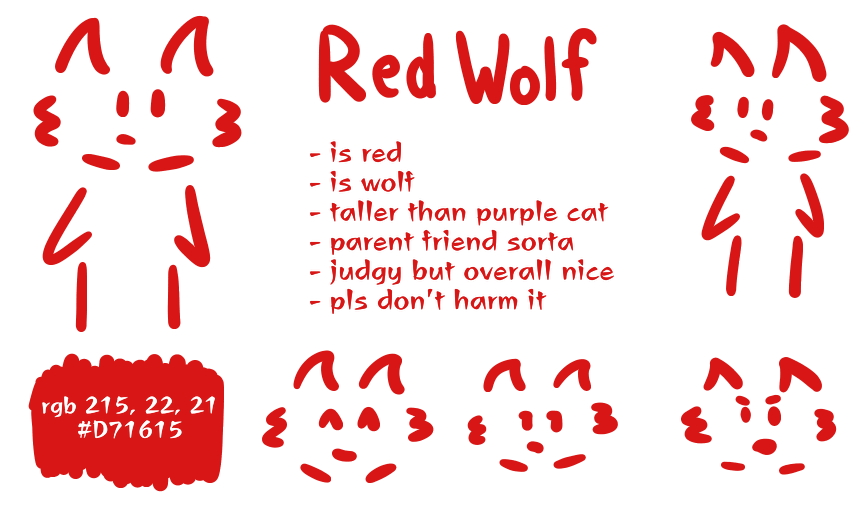 Red Wolf
- is red
- is wolf
- taller than purple cat
- parent friend sorta
- judgy but overall nice
- pls don't harm it
rgb 215, 22, 21
#D71615